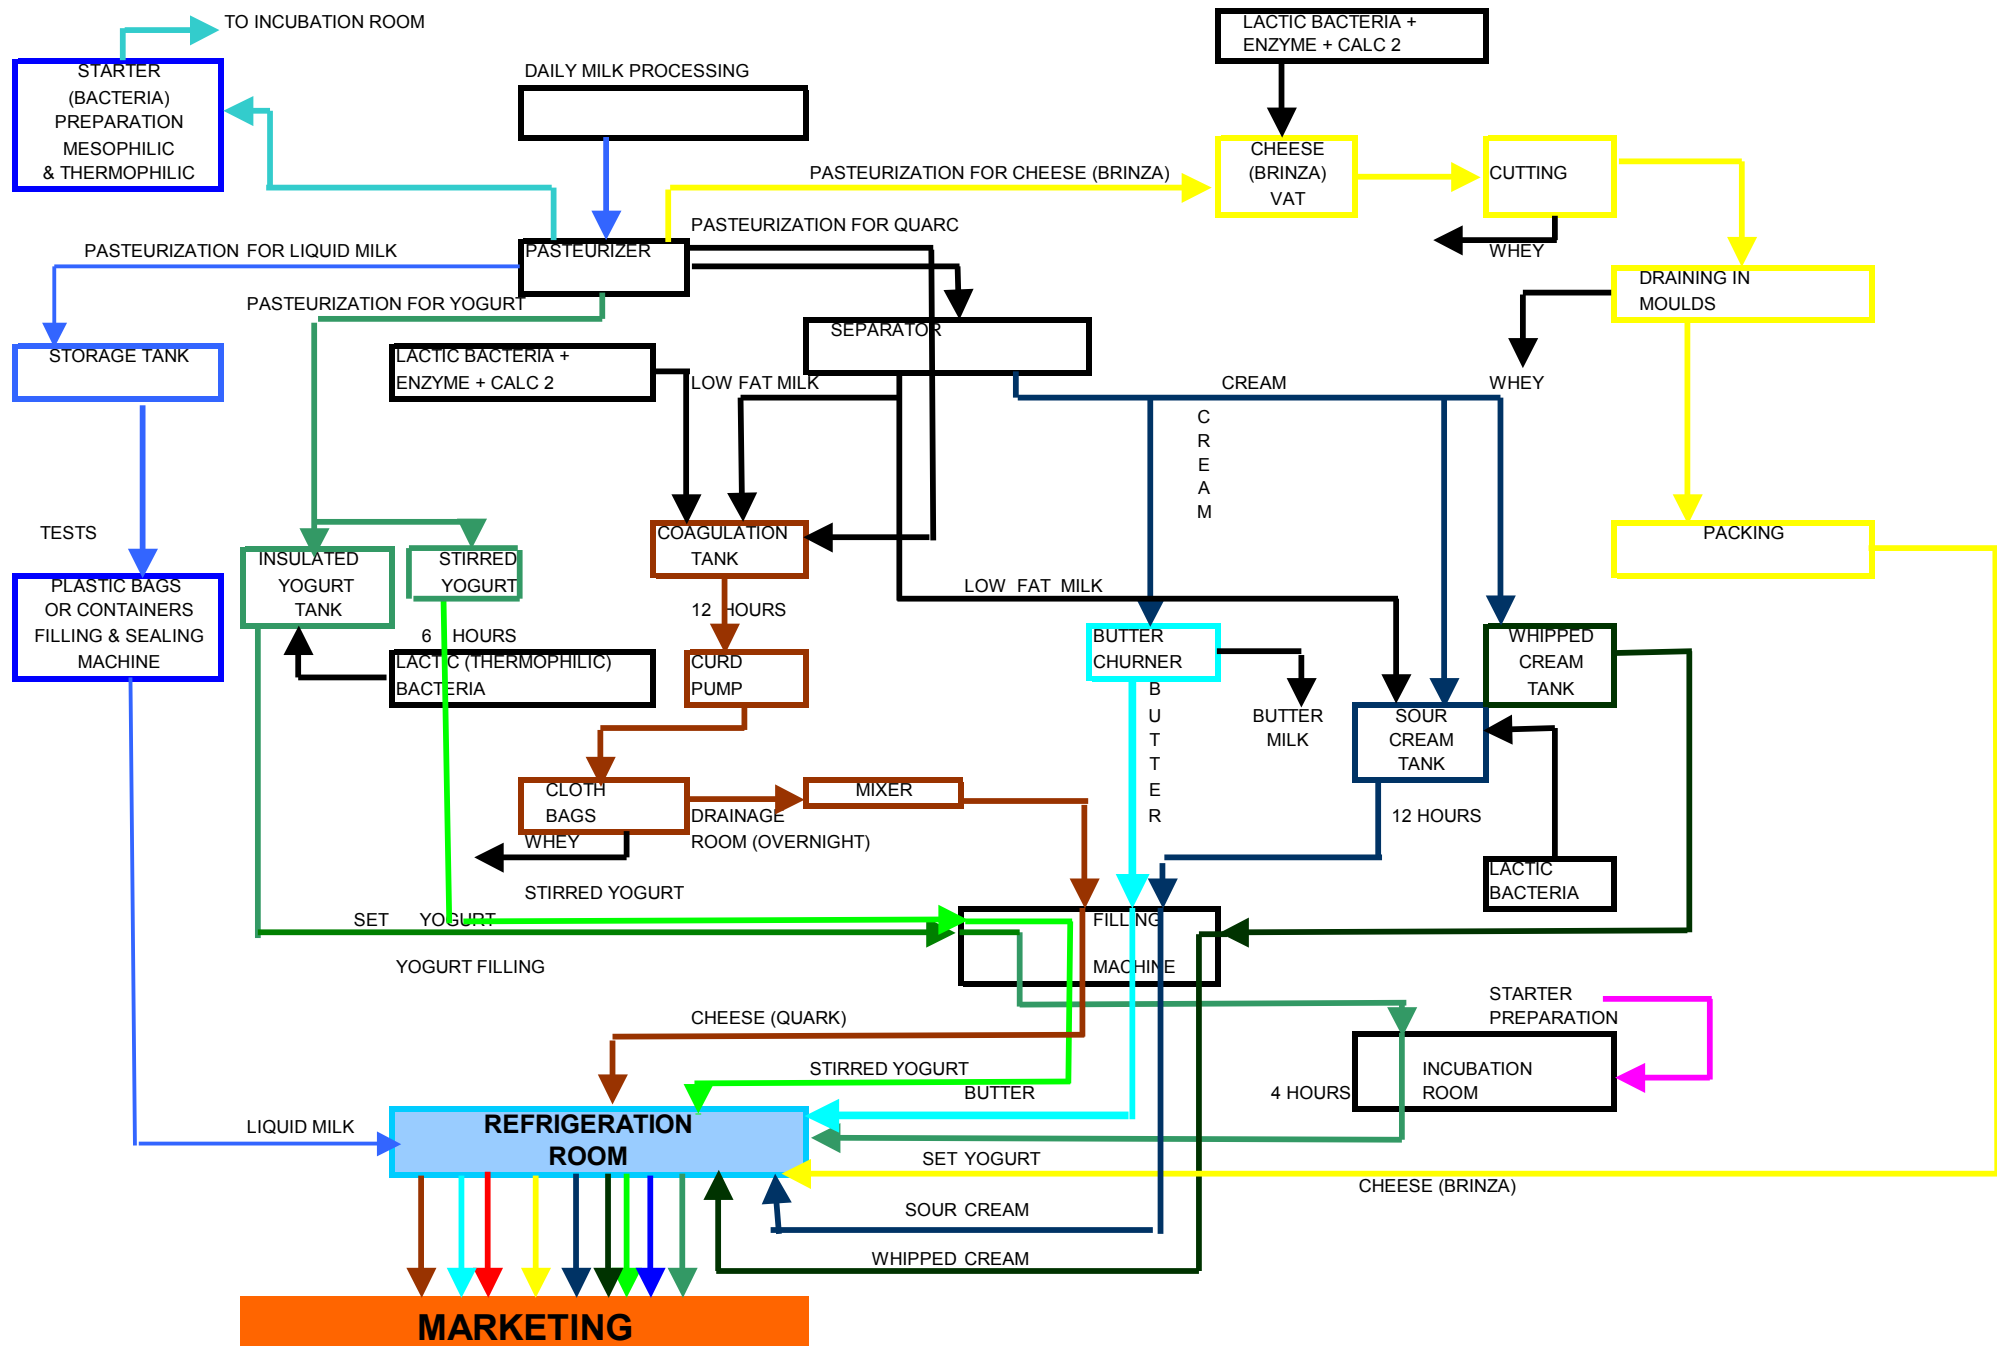 TO INCUBATION ROOM
LACTIC BACTERIA +
ENZYME + CALC 2
STARTER
(BACTERIA)
PREPARATION
MESOPHILIC
& THERMOPHILIC
DAILY MILK PROCESSING
PASTEURIZATION FOR CHEESE (BRINZA)
CHEESE
(BRINZA)
VAT
CUTTING
WHEY
PASTEURIZATION FOR QUARC
PASTEURIZER
PASTEURIZATION FOR LIQUID MILK
PASTEURIZATION FOR YOGURT
DRAINING IN
MOULDS
WHEY
SEPARATOR
STORAGE TANK
LACTIC BACTERIA +
ENZYME + CALC 2
LOW FAT MILK
CREAM
C
R
E
A
M
TESTS
PLASTIC BAGS
OR CONTAINERS
FILLING & SEALING
MACHINE
INSULATED
YOGURT
TANK
STIRRED
YOGURT
6 HOURS
LACTIC (THERMOPHILIC)
BACTERIA
COAGULATION
TANK
12 HOURS
CURD
PUMP
LOW FAT MILK
PACKING
BUTTER
CHURNER
B
U
T
T
E
R
BUTTER
MILK
WHIPPED
CREAM
TANK
SOUR
CREAM
TANK
12 HOURS
LACTIC
BACTERIA
CLOTH
BAGS
WHEY
DRAINAGE
ROOM (OVERNIGHT)
MIXER
STIRRED YOGURT
SET YOGURT
YOGURT FILLING
FILLING
MACHINE
STARTER
PREPARATION
INCUBATION
ROOM
4 HOURS
CHEESE (QUARK)
STIRRED YOGURT
BUTTER
LIQUID MILK
REFRIGERATION
ROOM
SET YOGURT
CHEESE (BRINZA)
SOUR CREAM
WHIPPED CREAM
MARKETING